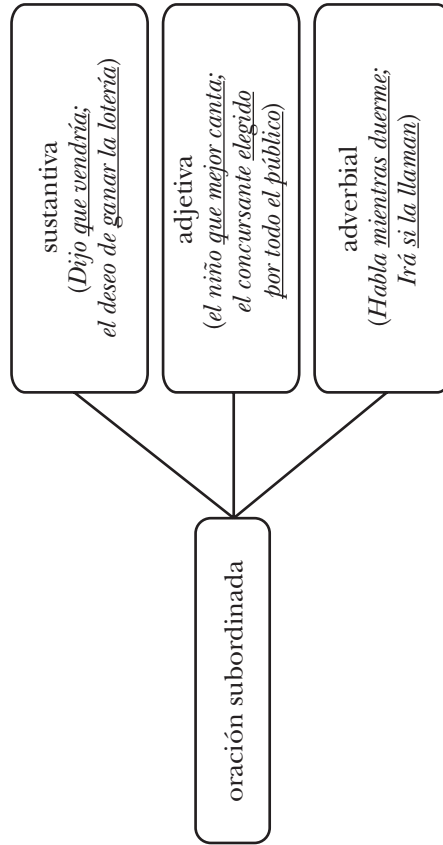 oración subordinada
sustantiva
(Dijo que vendría;
el deseo de ganar la lotería)
adjetiva
(el niño que mejor canta;
el concursante elegido
por todo el público)
adverbial
(Habla mientras duerme;
Irá si la llaman)